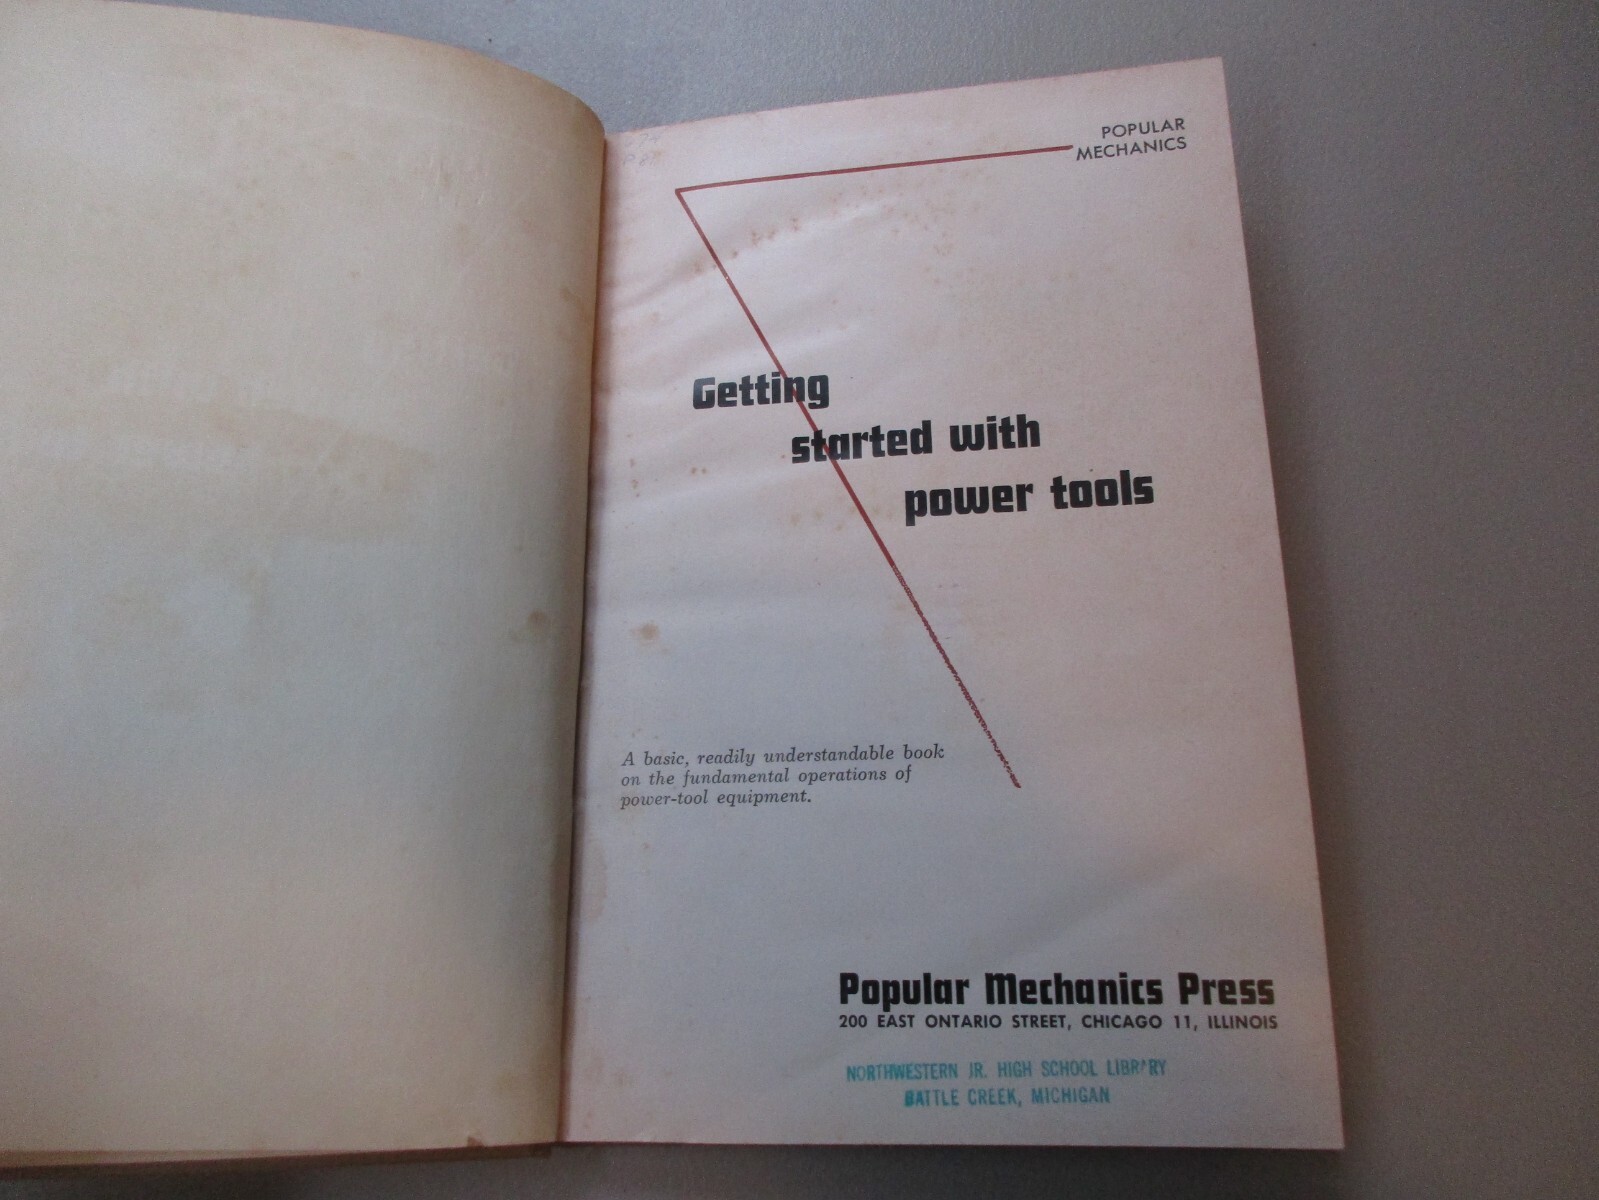 POPULAR
MECHANICS
Getting
started with
power tools
A basic, readily understandable book
on the fundamental operations of
power-tool equipment.
Popular Mechanics Press
200 EAST ONTARIO STREET, CHICAGO 11, ILLINOIS
NORTHWESTERN JR. HIGH SCHOOL LIBRARY
BATTLE CREEK, MICHIGAN